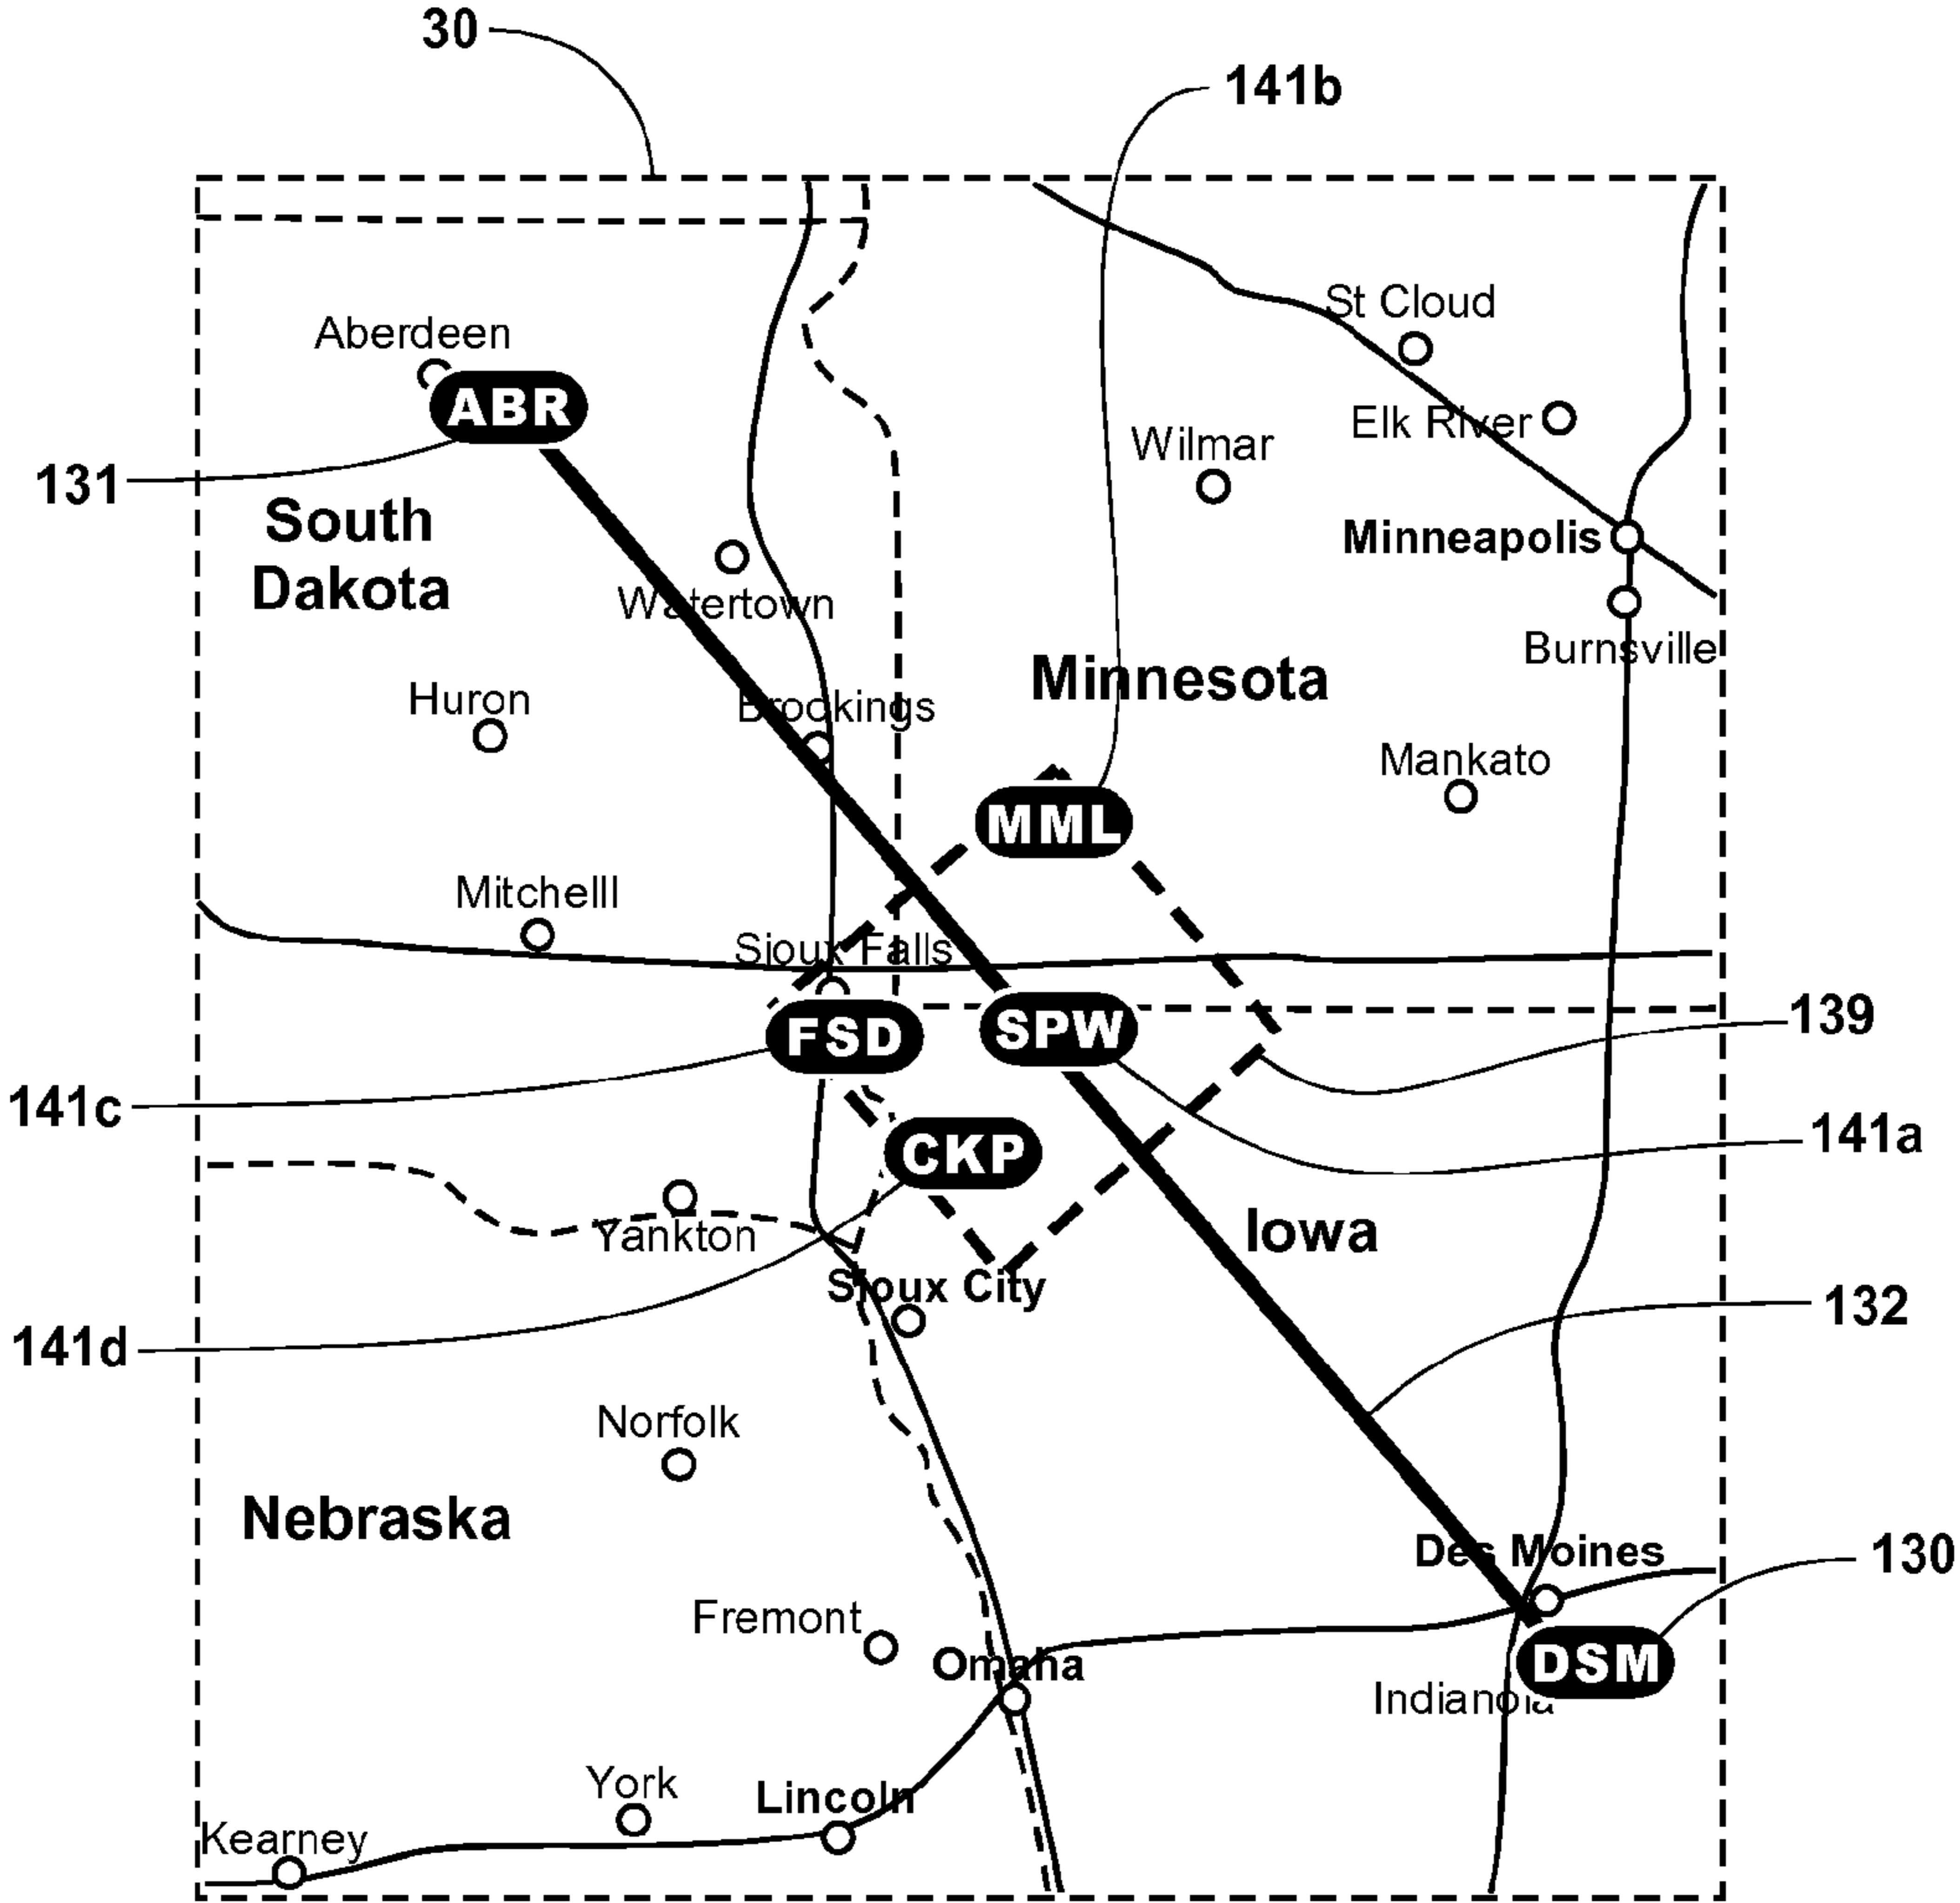 30
141b
St Cloud
Aberdeen
ABR
Elk River
Wilmar
131
South
Dakota
Minneapolis
Watertown
Burnsville
Minnesota
Huron
Brookings
Mankato
MML
Mitchelll
Sioux Falls
139
FSD
SPW
141c
141a
CKP
Yankton
Iowa
Sioux City
132
141d
Norfolk
Nebraska
Des Moines
130
Fremont
Omaha
DSM
Indianola
York
Lincoln
Kearney